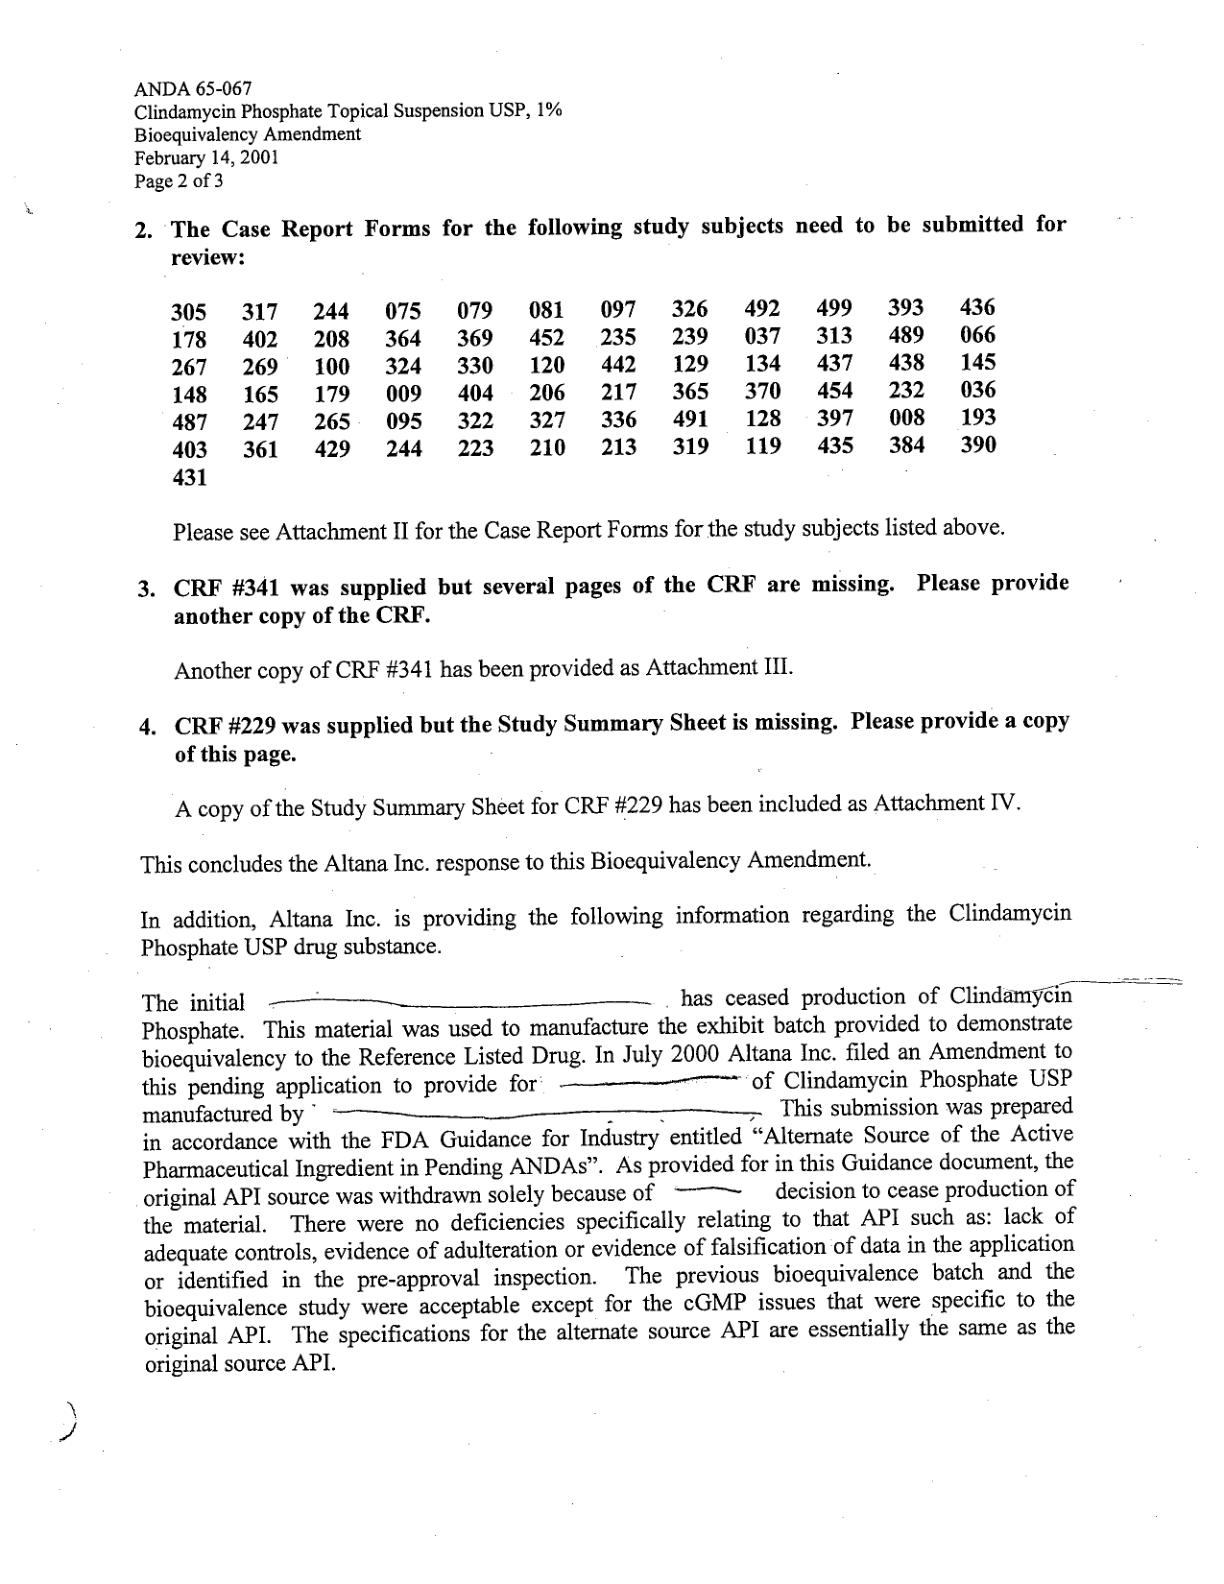 ANDA 65-067
Clindamycin Phosphate Topical Suspension USP, 1%
Bioequivalency Amendment
February 14, 2001
Page 2 of 3
2. The Case Report Forms for the following study subjects need to be submitted for
review:
305 317 244 075 079 081 097 326 492 499 393 436
178 402 208 364 369 452 235 239 037 313 489 066
267 269 100 324 330 120 442 129 134 437 438 145
148 165 179 009 404 206 217 365 370 454 232 036
487 247 265 095 322 327 336 491 128 397 008 193
403 361 429 244 223 210 213 319 119 435 384 390
431
Please see Attachment II for the Case Report Forms for the study subjects listed above.
3. CRF #341 was supplied but several pages of the CRF are missing. Please provide
another copy of the CRF.
Another copy of CRF #341 has been provided as Attachment III.
4. CRF #229 was supplied but the Study Summary Sheet is missing. Please provide a copy
of this page.
A copy of the Study Summary Sheet for CRF #229 has been included as Attachment IV.
This concludes the Altana Inc. response to this Bioequivalency Amendment.
In addition, Altana Inc. is providing the following information regarding the Clindamycin
Phosphate USP drug substance.
The initial has ceased production of Clindamycin
Phosphate. This material was used to manufacture the exhibit batch provided to demonstrate
bioequivalency to the Reference Listed Drug. In July 2000 Altana Inc. filed an Amendment to
this pending application to provide for of Clindamycin Phosphate USP
manufactured by This submission was prepared
in accordance with the FDA Guidance for Industry entitled “Alternate Source of the Active
Pharmaceutical Ingredient in Pending ANDAs”. As provided for in this Guidance document, the
original API source was withdrawn solely because of decision to cease production of
the material. There were no deficiencies specifically relating to that API such as: lack of
adequate controls, evidence of adulteration or evidence of falsification of data in the application
or identified in the pre-approval inspection. The previous bioequivalence batch and the
bioequivalence study were acceptable except for the cGMP issues that were specific to the
original API. The specifications for the alternate source API are essentially the same as the
original source API.